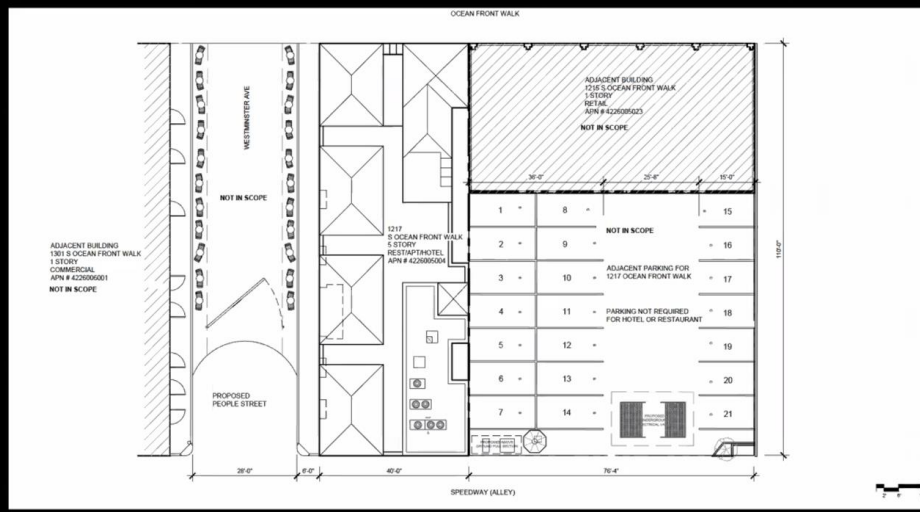 OCEAN FRONT WALK
WESTMINSTER AVE
NOT IN SCOPE
ADJACENT BUILDING
1301 S OCEAN FRONT WALK
1 STORY
COMMERCIAL
APN # 4226006001
NOT IN SCOPE
PROPOSED
PEOPLE STREET
1217
S OCEAN FRONT WALK
5 STORY
REST/APT/HOTEL
APN # 4226005004
ADJACENT BUILDING
1215 S OCEAN FRONT WALK
1 STORY
RETAIL
APN # 4226005023
NOT IN SCOPE
25'-8"
15'-0"
1 8 15
NOT IN SCOPE
2 9 16
3 10 17
ADJACENT PARKING FOR
1217 OCEAN FRONT WALK
4 11 18
PARKING NOT REQUIRED
FOR HOTEL OR RESTAURANT
5 12 19
6 13 20
7 14 21
PROPOSED
110'-0"
28'-0" 6'-0" 40'-0" 76'-4"
SPEEDWAY (ALLEY)